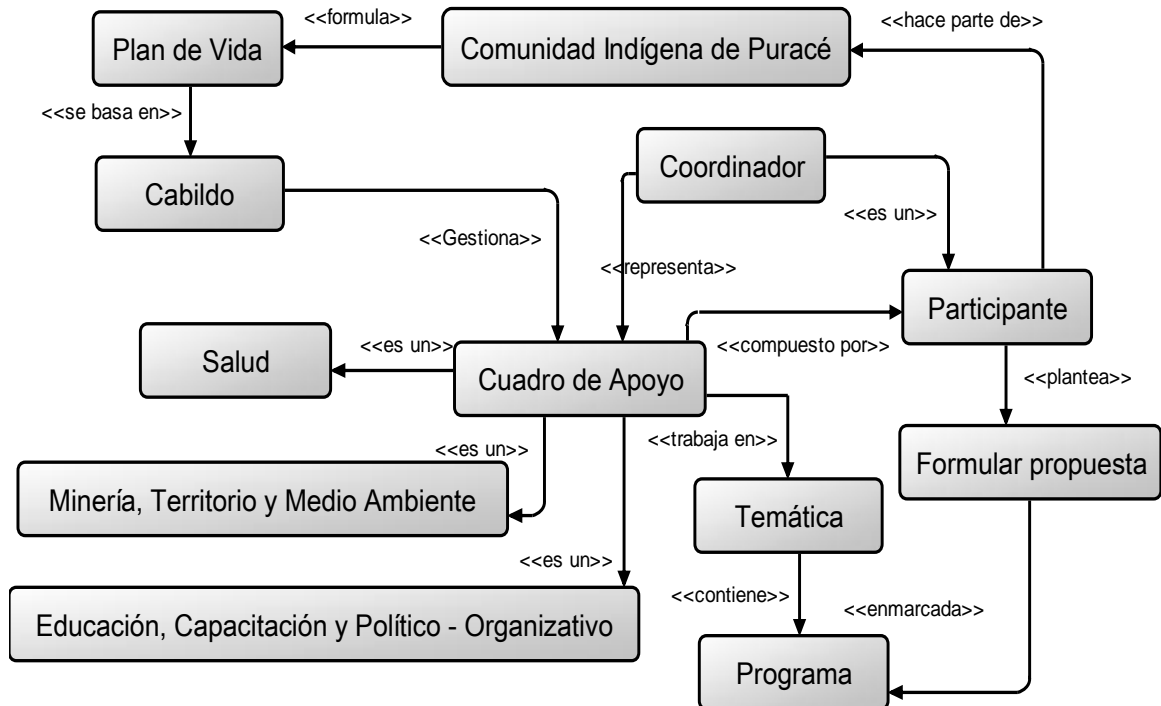 <<formula>>
<<hace parte de>>
Plan de Vida
Comunidad Indígena de Puracé
<<se basa en>>
Coordinador
Cabildo
<<es un>>
<<Gestiona>>
<<representa>>
Participante
<<es un>>
<<compuesto por>>
Salud
Cuadro de Apoyo
<<plantea>>
<<trabaja en>>
<<es un>>
Formular propuesta
Minería, Territorio y Medio Ambiente
Temática
<<es un>>
<<contiene>>
<<enmarcada>>
Educación, Capacitación y Político - Organizativo
Programa